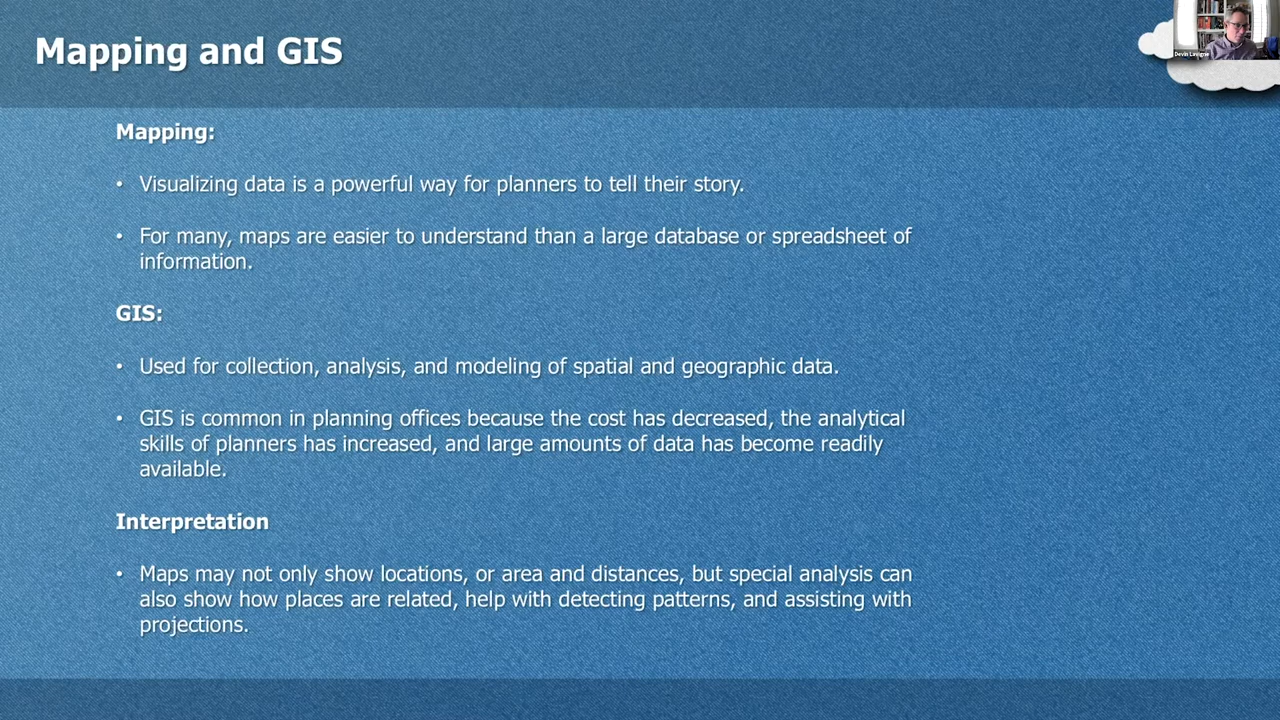 Mapping and GIS
Devin Lavigne
Mapping:
• Visualizing data is a powerful way for planners to tell their story.
• For many, maps are easier to understand than a large database or spreadsheet of
information.
GIS:
• Used for collection, analysis, and modeling of spatial and geographic data.
• GIS is common in planning offices because the cost has decreased, the analytical
skills of planners has increased, and large amounts of data has become readily
available.
Interpretation
• Maps may not only show locations, or area and distances, but special analysis can
also show how places are related, help with detecting patterns, and assisting with
projections.